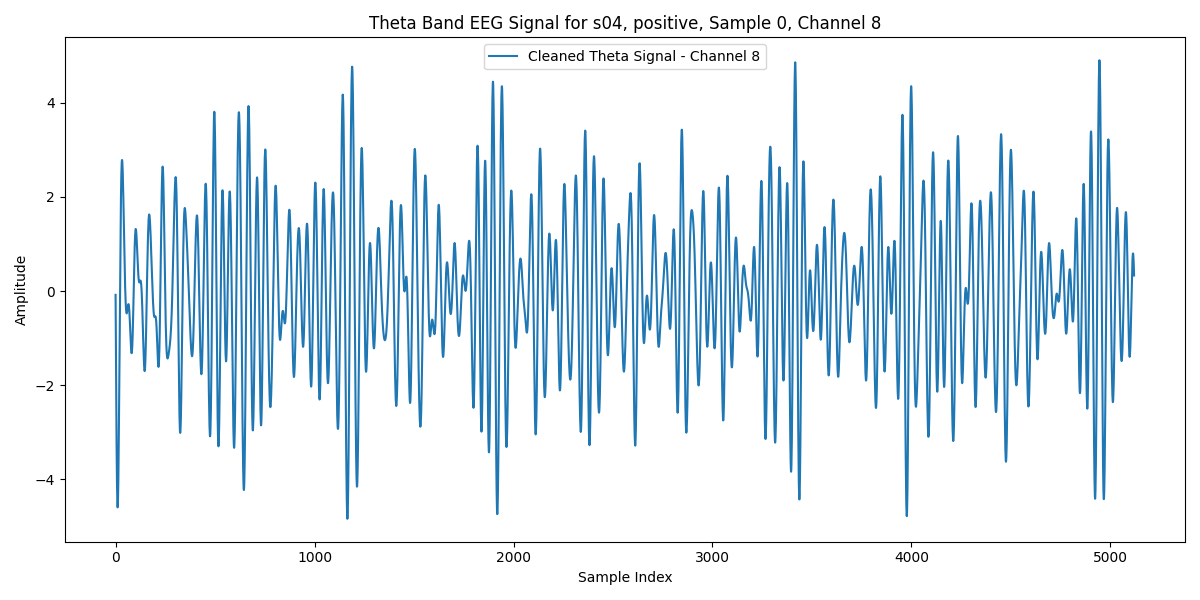 Theta Band EEG Signal for s04, positive, Sample 0, Channel 8
Cleaned Theta Signal - Channel 8
Amplitude
4
2
0
−2
−4
0 1000 2000 3000 4000 5000
Sample Index